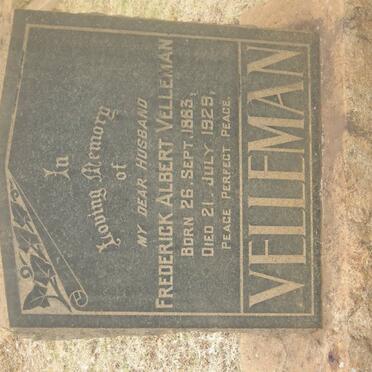 In
Loving Memory
of
MY DEAR HUSBAND
FREDERICK ALBERT VELLEMAN
BORN 26. SEPT. 1863,
DIED 21. JULY 1929,
PEACE PERFECT PEACE.
VELLEMAN